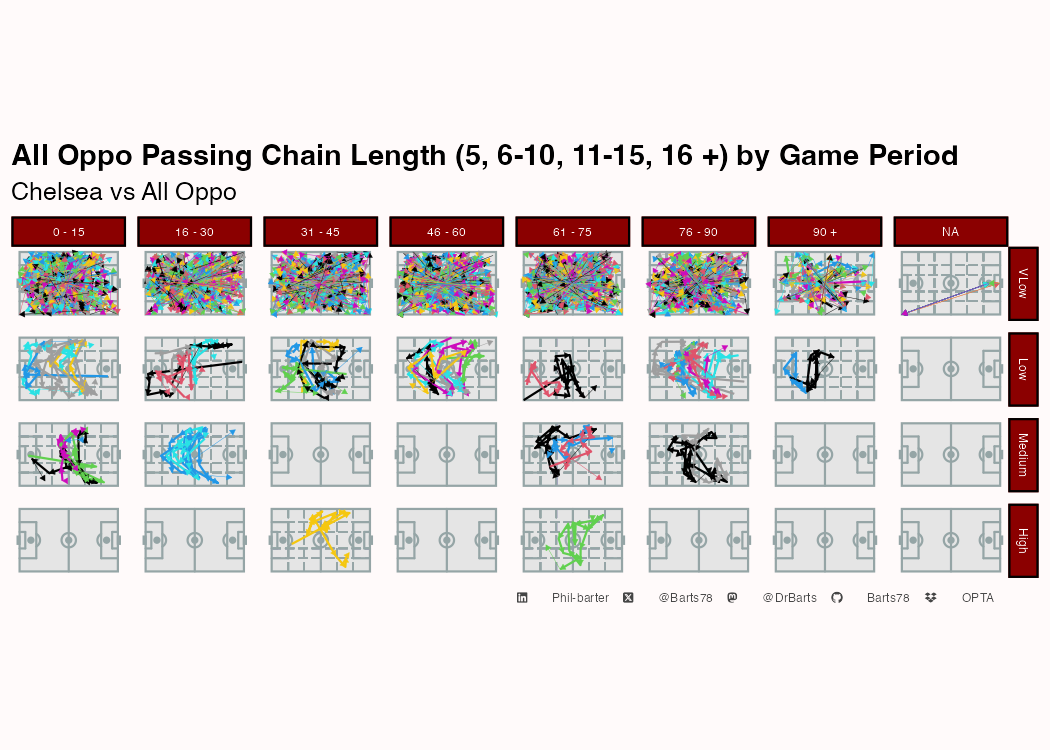 All Oppo Passing Chain Length (5, 6-10, 11-15, 16 +) by Game Period
Chelsea vs All Oppo
0 - 15 16 - 30 31 - 45 46 - 60 61 - 75 76 - 90 90 + NA
VLow
Low
Medium
High
Phil-barter @Barts78 @DrBarts Barts78 OPTA